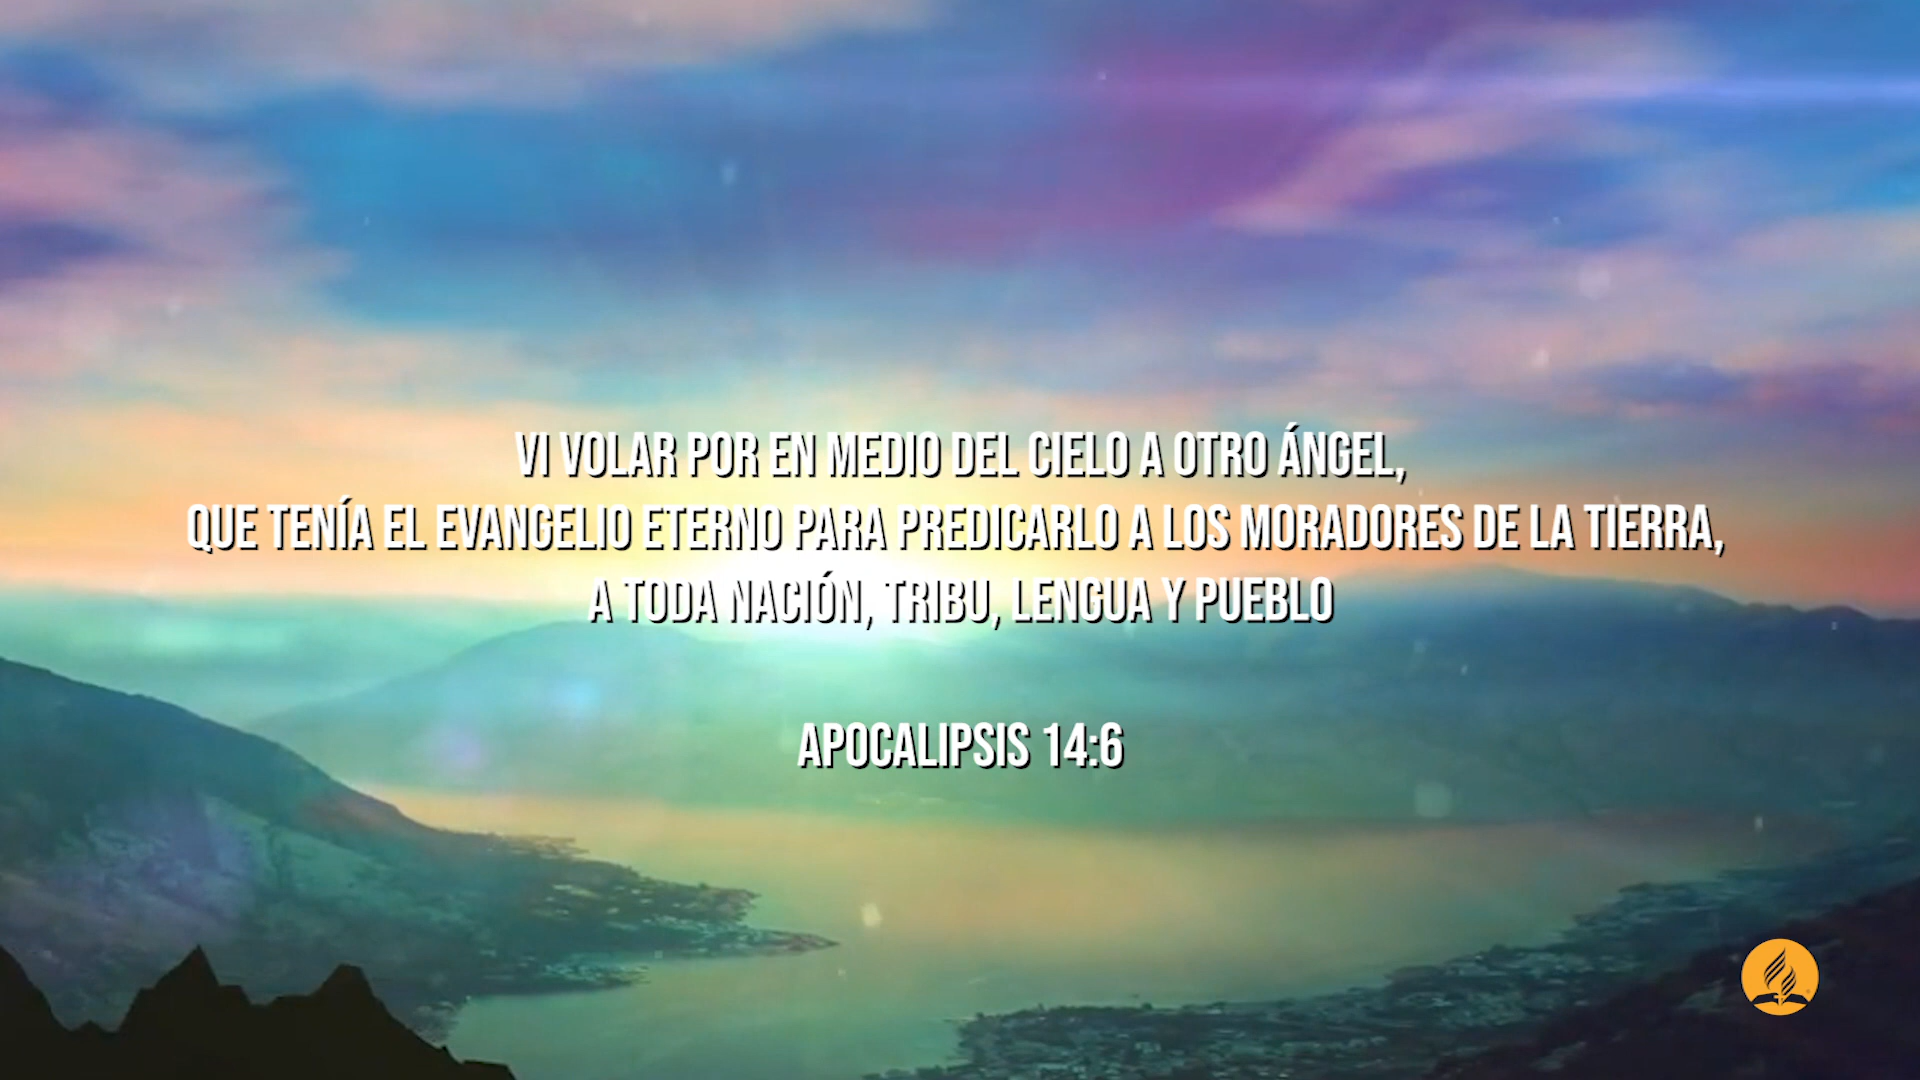 VI VOLAR POR EN MEDIO DEL CIELO A OTRO ÁNGEL,
QUE TENÍA EL EVANGELIO ETERNO PARA PREDICARLO A LOS MORADORES DE LA TIERRA,
A TODA NACIÓN, TRIBU, LENGUA Y PUEBLO
APOCALIPSIS 14:6